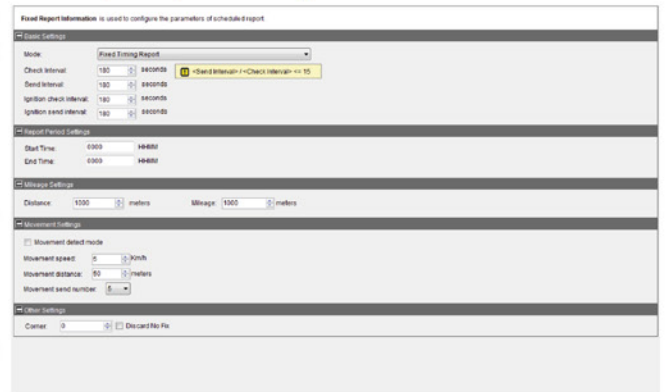 Fixed Report Information is used to configure the parameters of scheduled report.
Basic Settings
Mode: Fixed Timing Report
Check Interval: 180 seconds <Send Interval> / <Check Interval> <= 15
Send Interval: 180 seconds
Ignition check interval: 180 seconds
Ignition send interval: 180 seconds
Report Period Settings
Start Time: 0000 HHMM
End Time: 0000 HHMM
Mileage Settings
Distance: 1000 meters Mileage: 1000 meters
Movement Settings
Movement detect mode
Movement speed: 5 Km/h
Movement distance: 50 meters
Movement send number: 5
Other Settings
Corner: 0 Discard No Fix